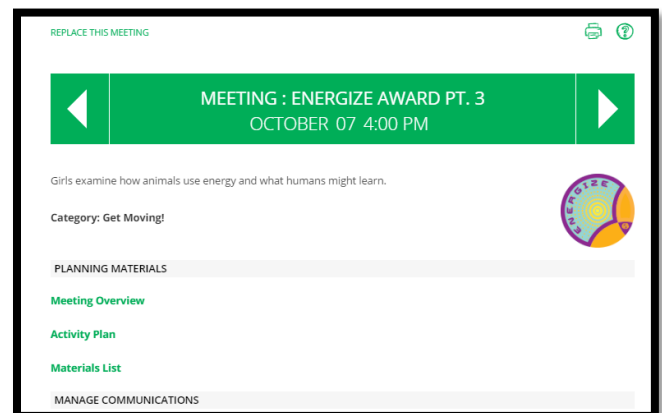 REPLACE THIS MEETING
MEETING : ENERGIZE AWARD PT. 3
OCTOBER 07 4:00 PM
Girls examine how animals use energy and what humans might learn.
ENERGIZE
Category: Get Moving!
PLANNING MATERIALS
Meeting Overview
Activity Plan
Materials List
MANAGE COMMUNICATIONS